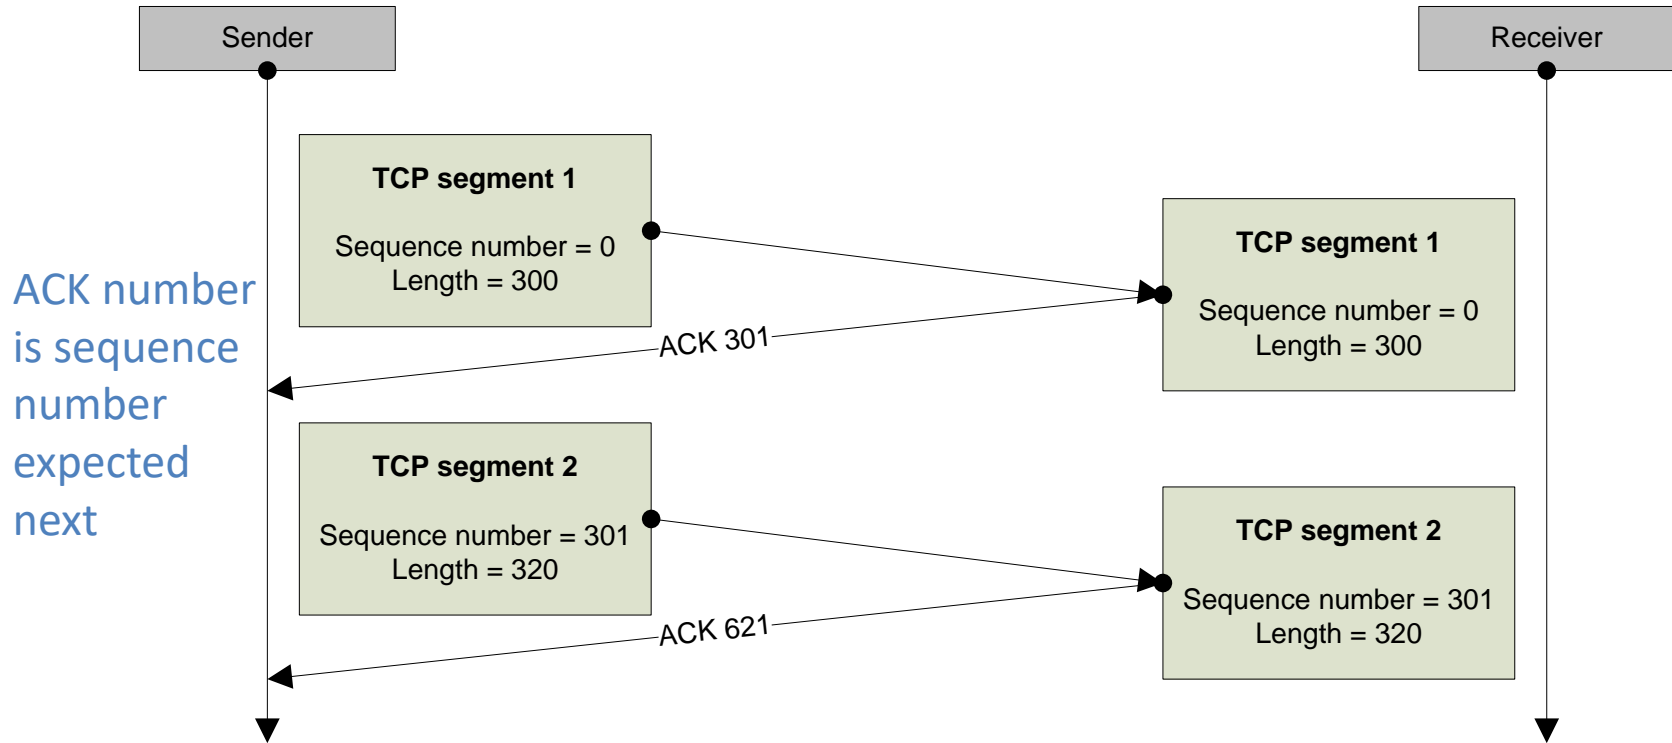 Sender
Receiver
TCP segment 1
Sequence number = 0
Length = 300
TCP segment 1
Sequence number = 0
Length = 300
ACK number
is sequence
number
expected
next
ACK 301
TCP segment 2
Sequence number = 301
Length = 320
TCP segment 2
Sequence number = 301
Length = 320
ACK 621